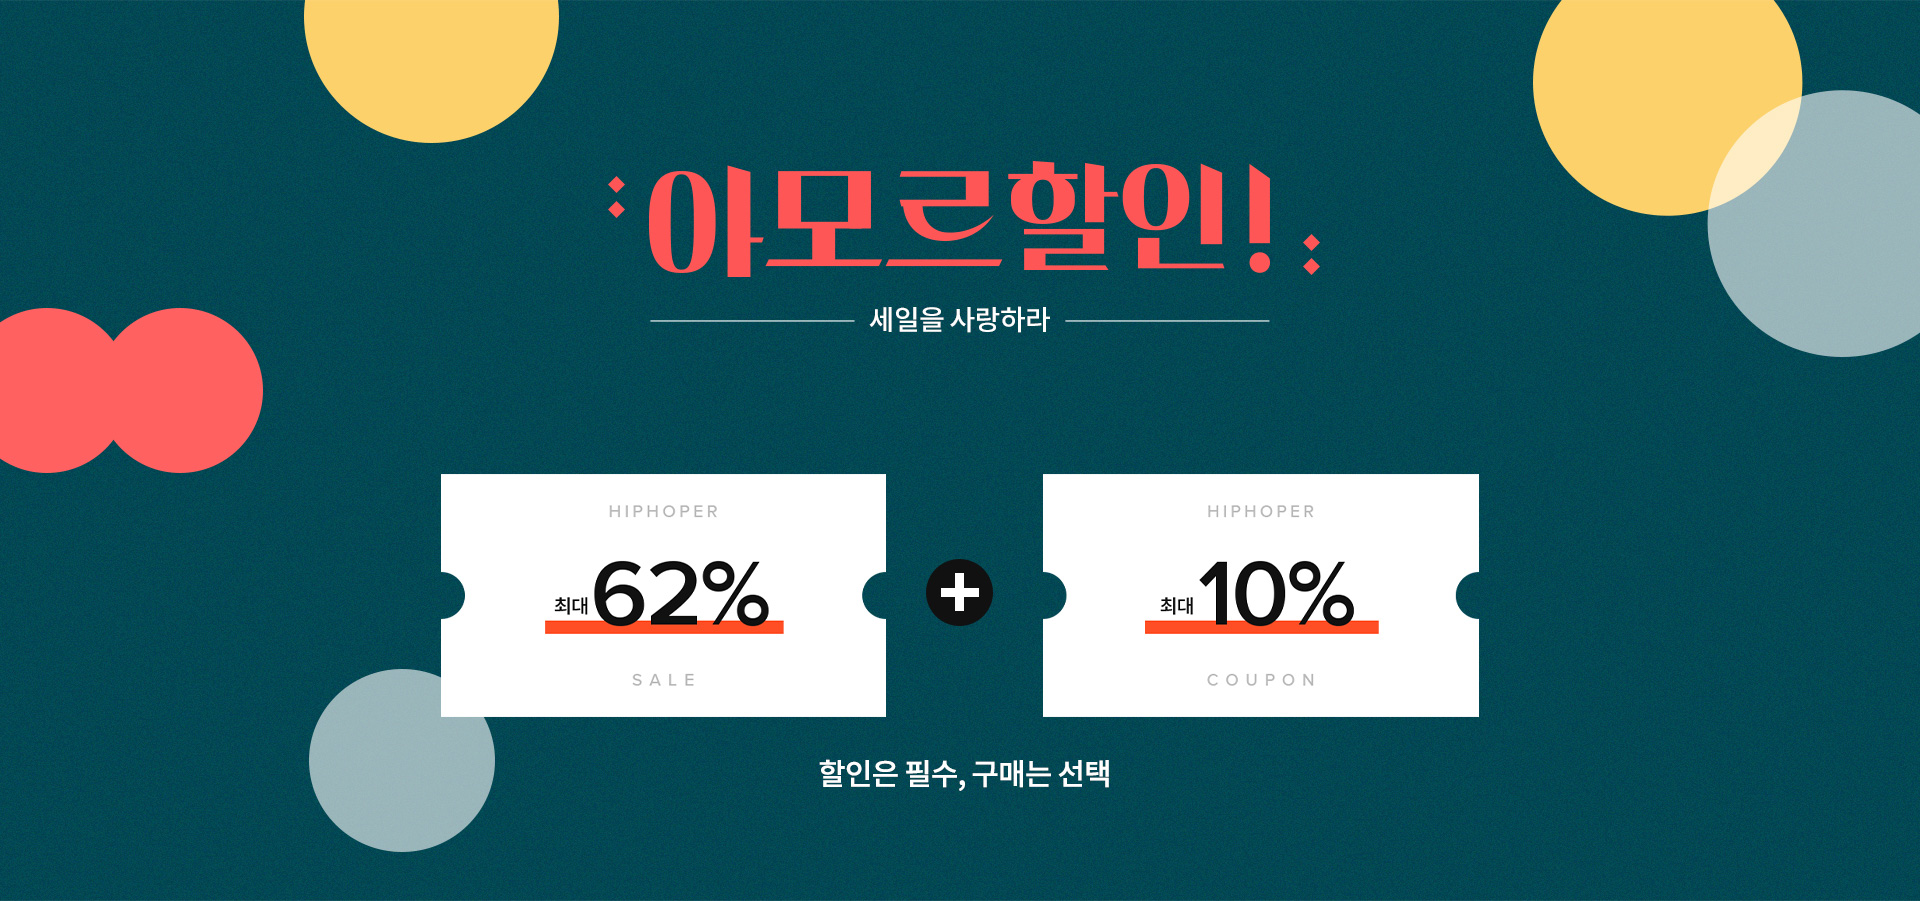 아모르할인!
세일을 사랑하라
HIPHOPER
최대 62%
SALE
HIPHOPER
최대 10%
COUPON
할인은 필수, 구매는 선택